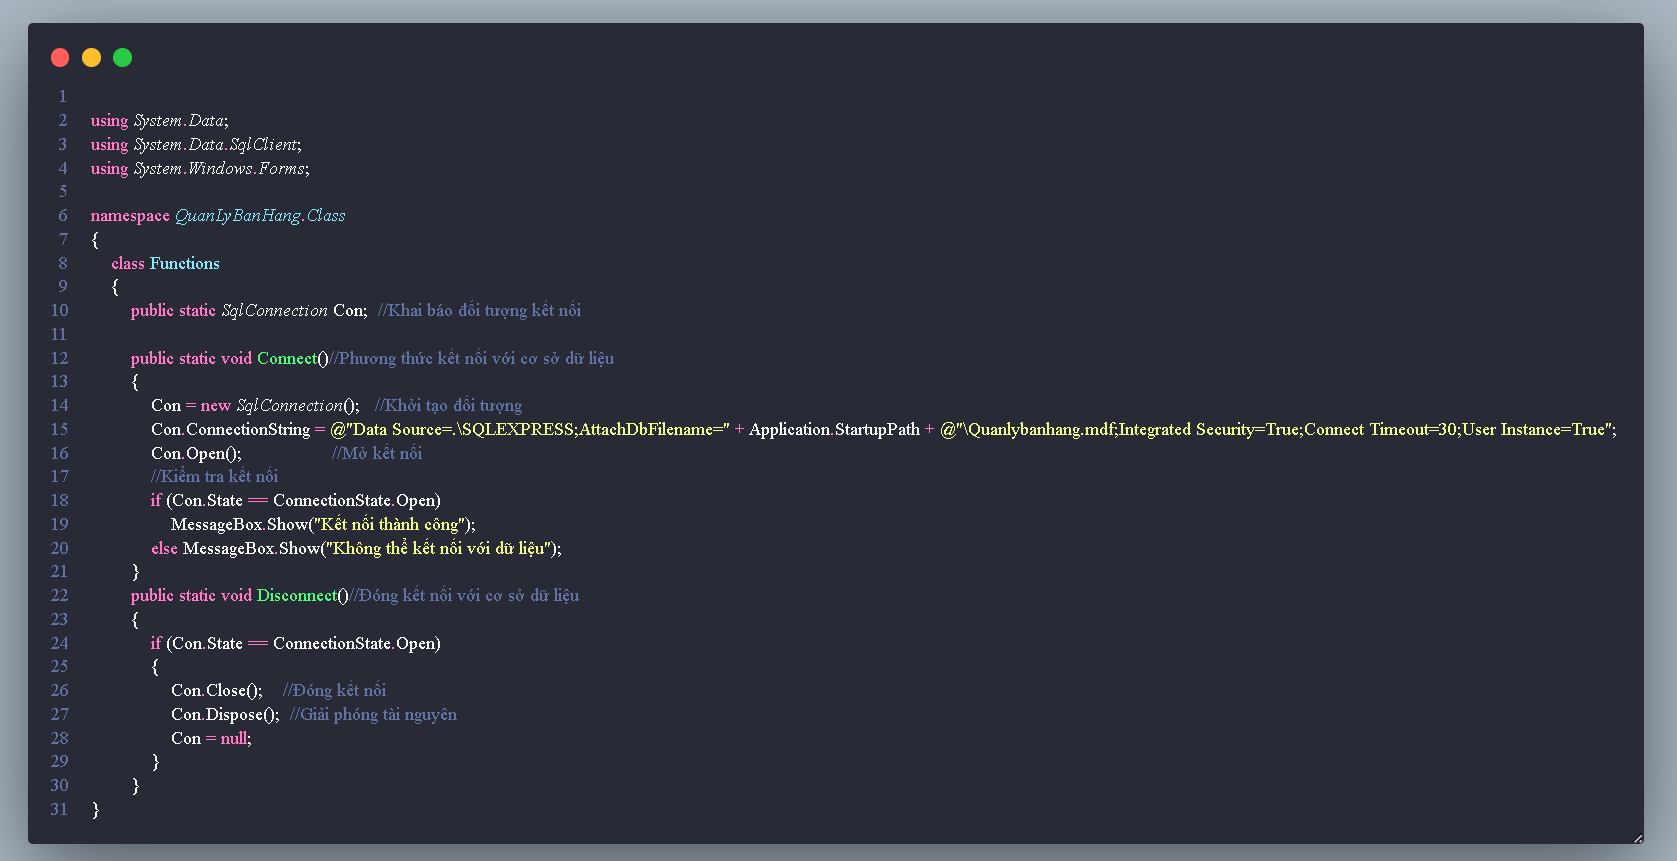 1
2 using System.Data;
3 using System.Data.SqlClient;
4 using System.Windows.Forms;
5
6 namespace QuanLyBanHang.Class
7 {
8 class Functions
9 {
10 public static SqlConnection Con; //Khai báo đối tượng kết nối
11
12 public static void Connect()//Phương thức kết nối với cơ sở dữ liệu
13 {
14 Con = new SqlConnection(); //Khởi tạo đối tượng
15 Con.ConnectionString = @"Data Source=.\SQLEXPRESS;AttachDbFilename=" + Application.StartupPath + @"\Quanlybanhang.mdf;Integrated Security=True;Connect Timeout=30;User Instance=True";
16 Con.Open(); //Mở kết nối
17 //Kiểm tra kết nối
18 if (Con.State == ConnectionState.Open)
19 MessageBox.Show("Kết nối thành công");
20 else MessageBox.Show("Không thể kết nối với dữ liệu");
21 }
22 public static void Disconnect()//Đóng kết nối với cơ sở dữ liệu
23 {
24 if (Con.State == ConnectionState.Open)
25 {
26 Con.Close(); //Đóng kết nối
27 Con.Dispose(); //Giải phóng tài nguyên
28 Con = null;
29 }
30 }
31 }